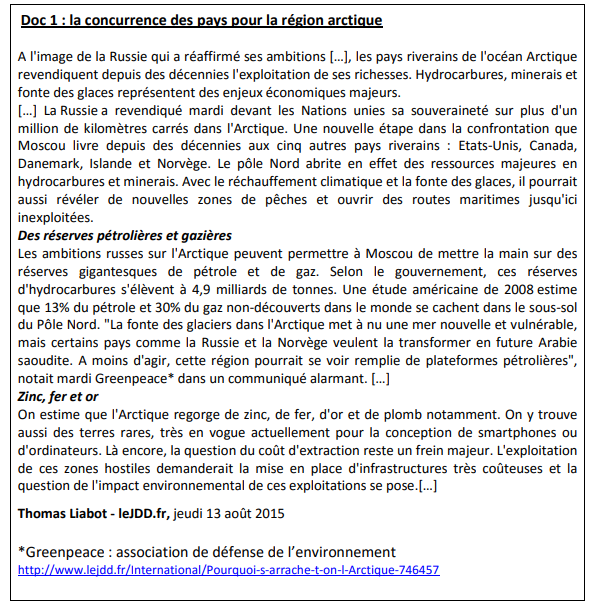 Doc 1 : la concurrence des pays pour la région arctique
A l'image de la Russie qui a réaffirmé ses ambitions […], les pays riverains de l'océan Arctique
revendiquent depuis des décennies l'exploitation de ses richesses. Hydrocarbures, minerais et
fonte des glaces représentent des enjeux économiques majeurs.
[…] La Russie a revendiqué mardi devant les Nations unies sa souveraineté sur plus d'un
million de kilomètres carrés dans l'Arctique. Une nouvelle étape dans la confrontation que
Moscou livre depuis des décennies aux cinq autres pays riverains : Etats-Unis, Canada,
Danemark, Islande et Norvège. Le pôle Nord abrite en effet des ressources majeures en
hydrocarbures et minerais. Avec le réchauffement climatique et la fonte des glaces, il pourrait
aussi révéler de nouvelles zones de pêches et ouvrir des routes maritimes jusqu'ici
inexploitées.
Des réserves pétrolières et gazières
Les ambitions russes sur l'Arctique peuvent permettre à Moscou de mettre la main sur des
réserves gigantesques de pétrole et de gaz. Selon le gouvernement, ces réserves
d'hydrocarbures s'élèvent à 4,9 milliards de tonnes. Une étude américaine de 2008 estime
que 13% du pétrole et 30% du gaz non-découverts dans le monde se cachent dans le sous-sol
du Pôle Nord. "La fonte des glaciers dans l'Arctique met à nu une mer nouvelle et vulnérable,
mais certains pays comme la Russie et la Norvège veulent la transformer en future Arabie
saoudite. A moins d'agir, cette région pourrait se voir remplie de plateformes pétrolières",
notait mardi Greenpeace* dans un communiqué alarmant. […]
Zinc, fer et or
On estime que l'Arctique regorge de zinc, de fer, d'or et de plomb notamment. On y trouve
aussi des terres rares, très en vogue actuellement pour la conception de smartphones ou
d'ordinateurs. Là encore, la question du coût d'extraction reste un frein majeur. L'exploitation
de ces zones hostiles demanderait la mise en place d'infrastructures très coûteuses et la
question de l'impact environnemental de ces exploitations se pose.[…]
Thomas Liabot - leJDD.fr, jeudi 13 août 2015
*Greenpeace : association de défense de l'environnement
http://www.lejdd.fr/International/Pourquoi-s-arrache-t-on-l-Arctique-746457